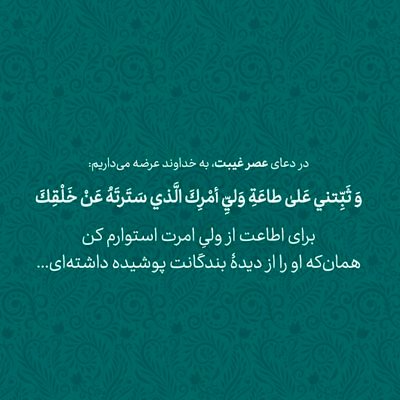 در دعای عصر غیبت، به خداوند عرضه می‌داریم:
وَ ثَبِّتني عَلىٰ طاعَةِ وَليِّ أمْرِكَ الَّذي سَتَرتَهُ عَنْ خَلْقِكَ
برای اطاعت از ولیِ امرت استوارم کن
همان‌که او را از دیدۀ بندگانت پوشیده داشته‌ای...